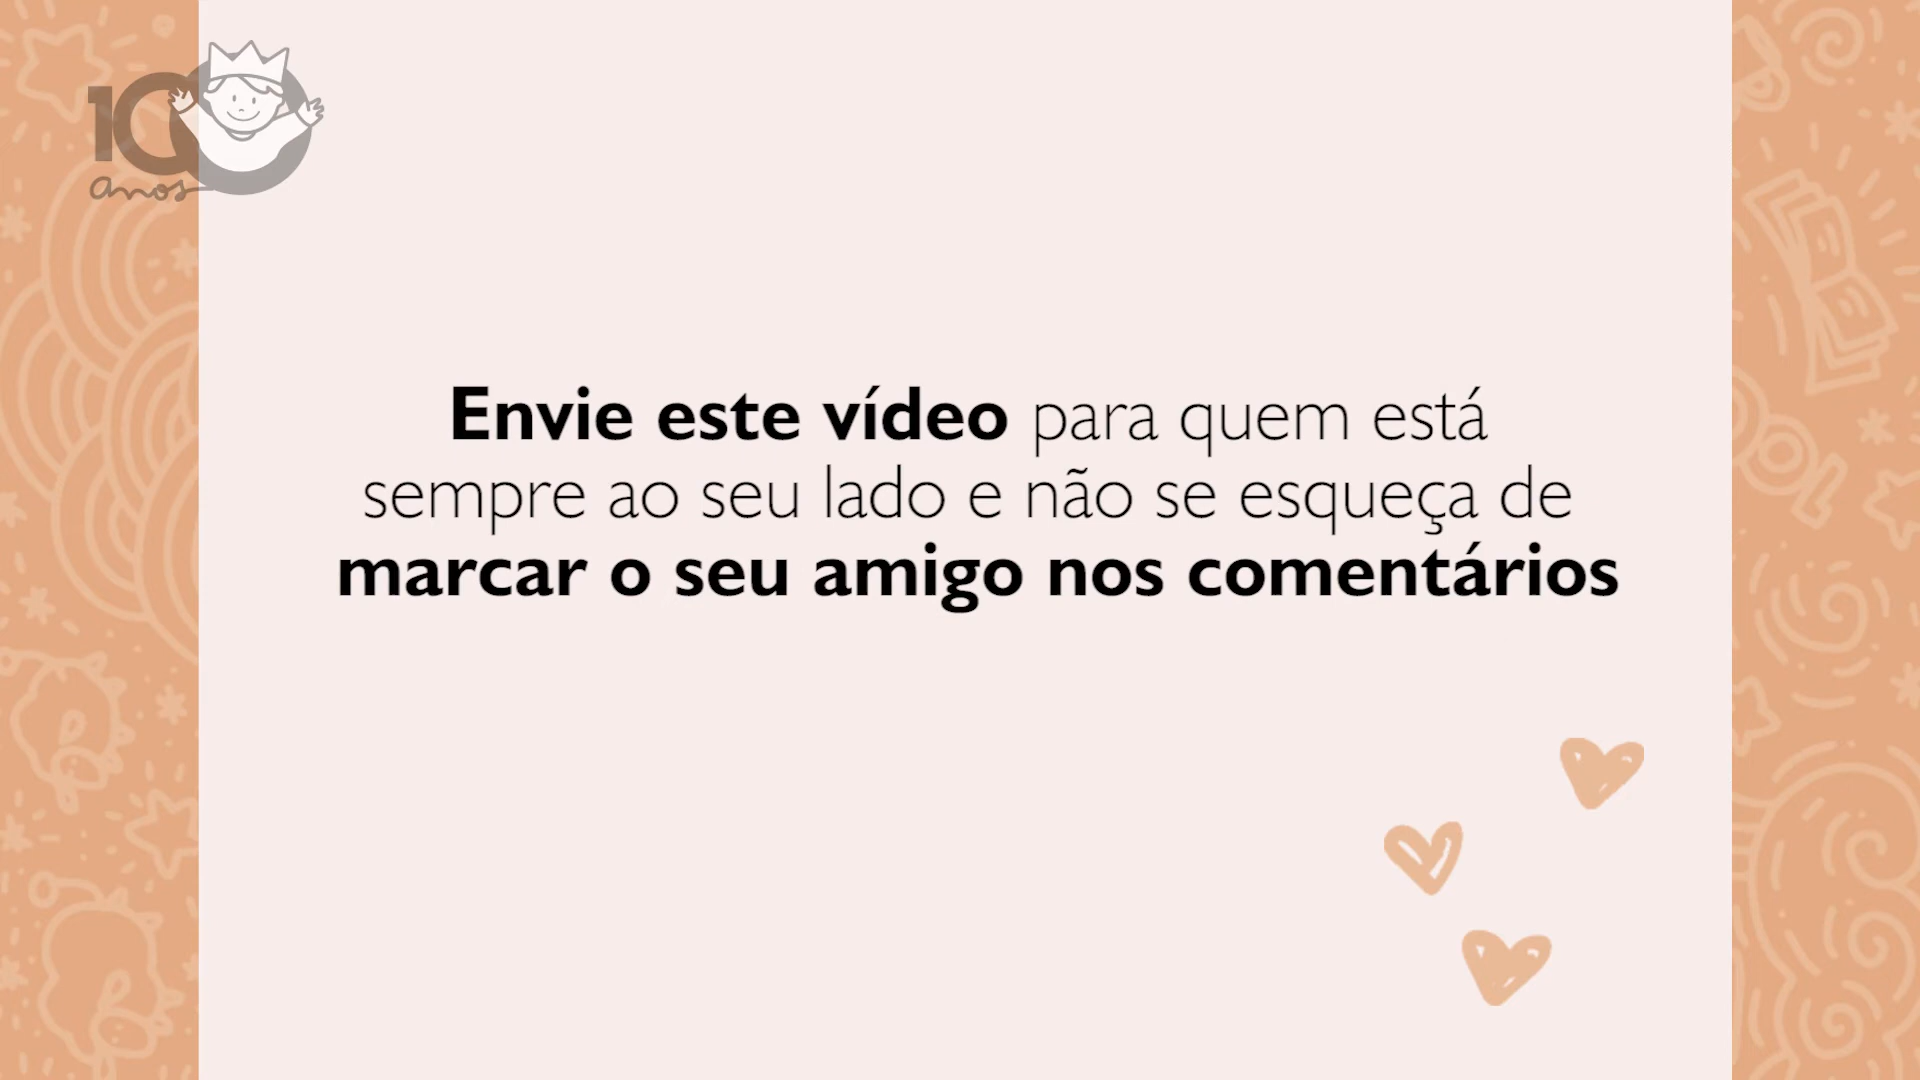 100
anos
Envie este vídeo para quem está
sempre ao seu lado e não se esqueça de
marcar o seu amigo nos comentários